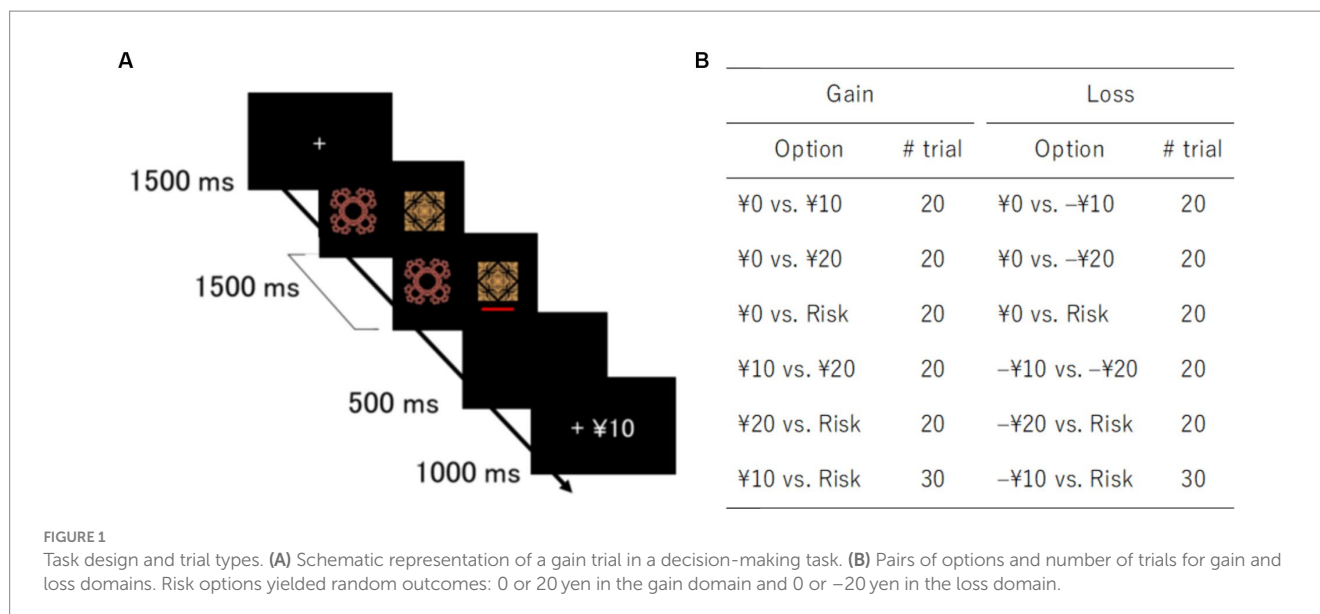 A
+
1500 ms
1500 ms
500 ms
+ ¥10
1000 ms
B
Gain Loss
Option # trial Option # trial
¥0 vs. ¥10 20 ¥0 vs. –¥10 20
¥0 vs. ¥20 20 ¥0 vs. –¥20 20
¥0 vs. Risk 20 ¥0 vs. Risk 20
¥10 vs. ¥20 20 –¥10 vs. –¥20 20
¥20 vs. Risk 20 –¥20 vs. Risk 20
¥10 vs. Risk 30 –¥10 vs. Risk 30
FIGURE 1
Task design and trial types. (A) Schematic representation of a gain trial in a decision-making task. (B) Pairs of options and number of trials for gain and
loss domains. Risk options yielded random outcomes: 0 or 20 yen in the gain domain and 0 or −20 yen in the loss domain.